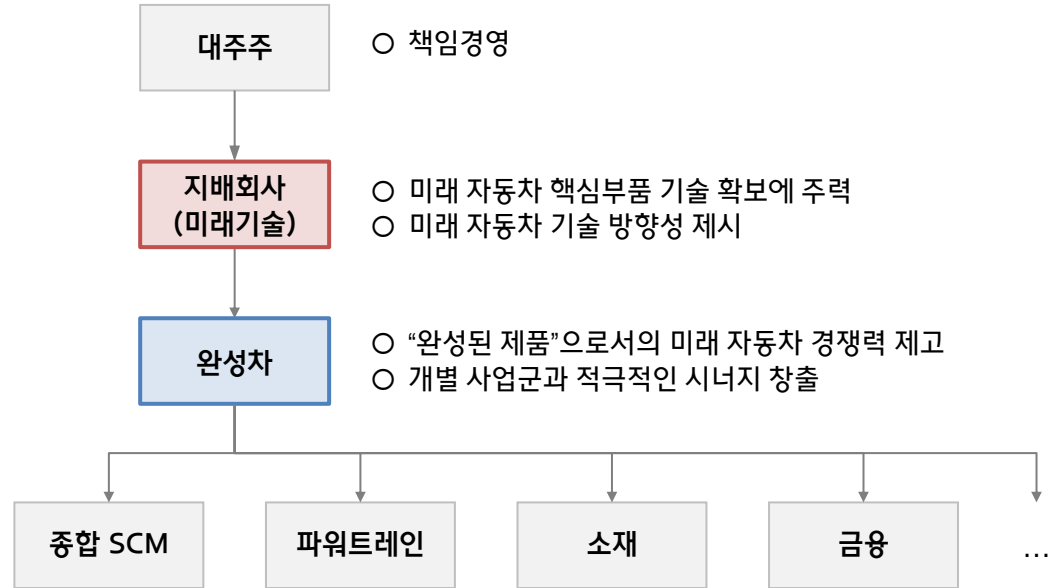 대주주
○ 책임경영
지배회사
(미래기술)
○ 미래 자동차 핵심부품 기술 확보에 주력
○ 미래 자동차 기술 방향성 제시
완성차
○ “완성된 제품”으로서의 미래 자동차 경쟁력 제고
○ 개별 사업군과 적극적인 시너지 창출
종합 SCM
파워트레인
소재
금융
…